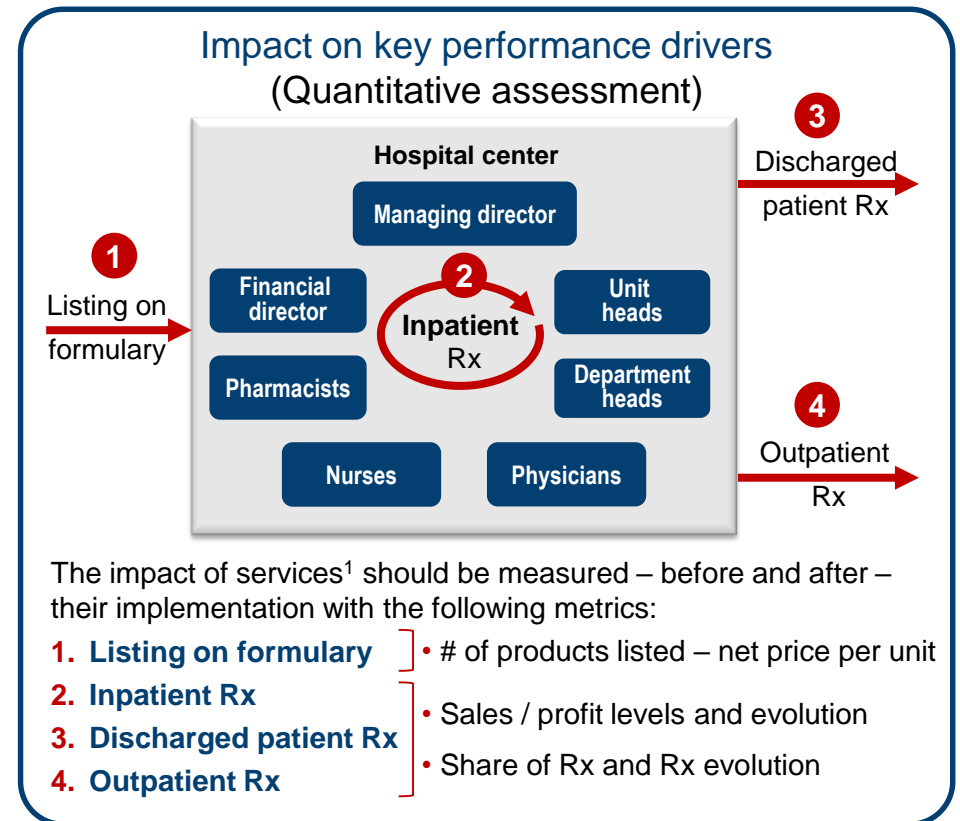 Impact on key performance drivers
(Quantitative assessment)
Hospital center
Managing director
1
Listing on
formulary
Financial
director
Pharmacists
2
Inpatient
Rx
Unit
heads
Department
heads
Nurses
Physicians
3
Discharged
patient Rx
4
Outpatient
Rx
The impact of services¹ should be measured – before and after –
their implementation with the following metrics:
1. Listing on formulary
• # of products listed – net price per unit
2. Inpatient Rx
3. Discharged patient Rx
4. Outpatient Rx
• Sales / profit levels and evolution
• Share of Rx and Rx evolution